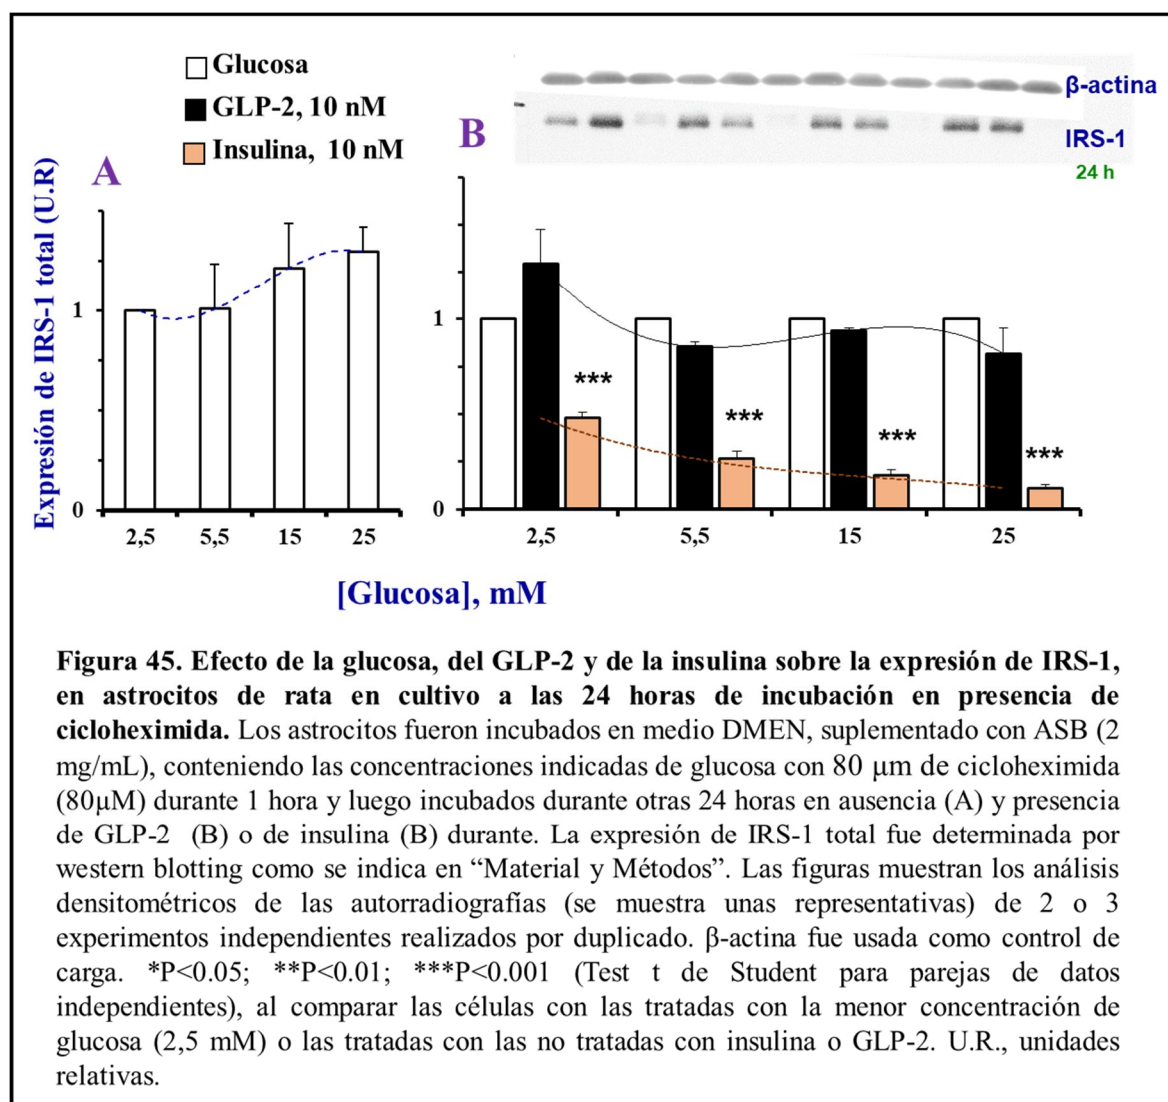 Glucosa
GLP-2, 10 nM
Insulina, 10 nM
A
B
β-actina
IRS-1
24 h
Expresión de IRS-1 total (U.R)
1
0
2,5 5,5 15 25
1
0
*** *** *** ***
2,5 5,5 15 25
[Glucosa], mM
Figura 45. Efecto de la glucosa, del GLP-2 y de la insulina sobre la expresión de IRS-1,
en astrocitos de rata en cultivo a las 24 horas de incubación en presencia de
cicloheximida. Los astrocitos fueron incubados en medio DMEN, suplementado con ASB (2
mg/mL), conteniendo las concentraciones indicadas de glucosa con 80 μm de cicloheximida
(80μM) durante 1 hora y luego incubados durante otras 24 horas en ausencia (A) y presencia
de GLP-2 (B) o de insulina (B) durante. La expresión de IRS-1 total fue determinada por
western blotting como se indica en “Material y Métodos”. Las figuras muestran los análisis
densitométricos de las autorradiografías (se muestra unas representativas) de 2 o 3
experimentos independientes realizados por duplicado. β-actina fue usada como control de
carga. *P<0.05; **P<0.01; ***P<0.001 (Test t de Student para parejas de datos
independientes), al comparar las células con las tratadas con la menor concentración de
glucosa (2,5 mM) o las tratadas con las no tratadas con insulina o GLP-2. U.R., unidades
relativas.